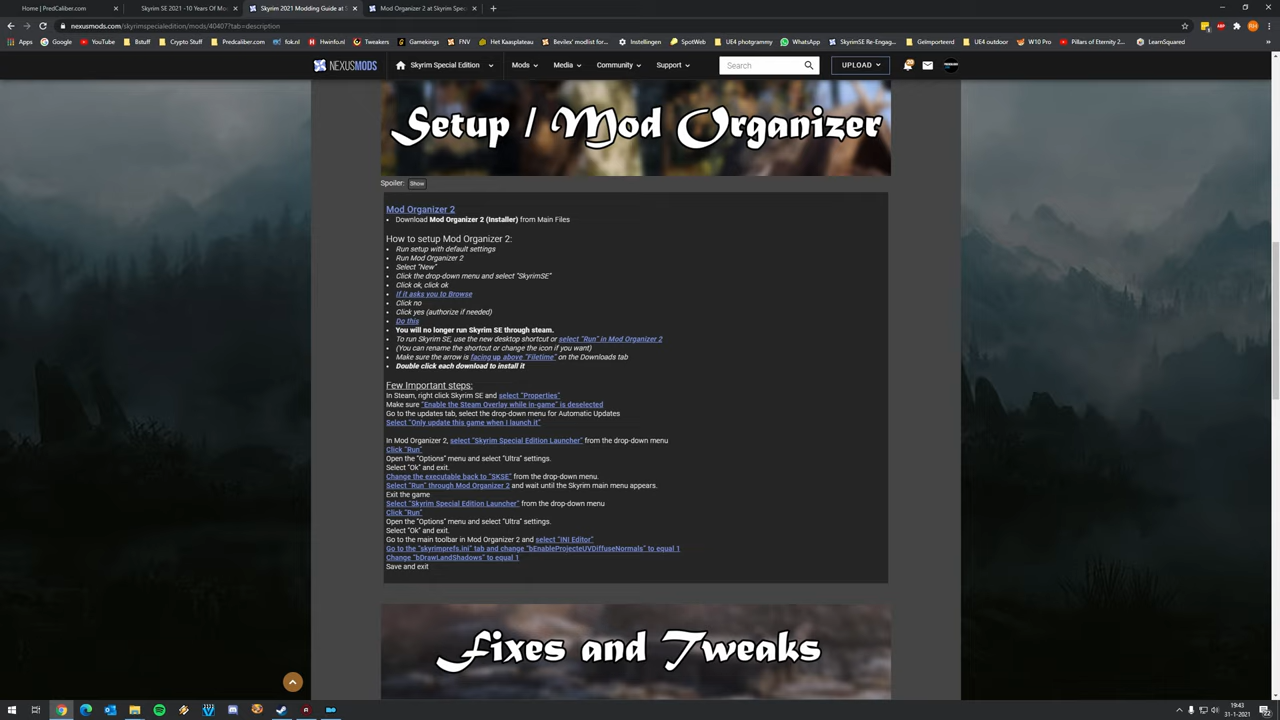 Home | PredCaliber.com
Skyrim SE 2021 -10 Years Of Mod
Skyrim 2021 Modding Guide at S
Mod Organizer 2 at Skyrim Spec
nexusmods.com/skyrimspecialedition/mods/40407?tab=description
Apps
Google
YouTube
Bstuff
Crypto Stuff
Predcaliber.com
fok.nl
Hwinfo.nl
Tweakers
Gamekings
FNV
Het Kaasplateau
Bevilex' modlist for...
Instellingen
SpotWeb
UE4 photgrammy
WhatsApp
SkyrimSE Re-Engag...
Geïmporteerd
UE4 outdoor
W10 Pro
Pillars of Eternity 2...
LearnSquared
NEXUSMODS
Skyrim Special Edition
Mods
Media
Community
Support
Search
UPLOAD
Setup / Mod Organizer
Spoiler: Show
Mod Organizer 2
• Download Mod Organizer 2 (Installer) from Main Files
How to setup Mod Organizer 2:
• Run setup with default settings
• Run Mod Organizer 2
• Select "New"
• Click the drop-down menu and select "SkyrimSE"
• Click ok, click ok
• If it asks you to Browse
• Click no
• Click yes (authorize if needed)
• Do this
• You will no longer run Skyrim SE through steam.
• To run Skyrim SE, use the new desktop shortcut or select "Run" in Mod Organizer 2
• (You can rename the shortcut or change the icon if you want)
• Make sure the arrow is facing up above "Filetime" on the Downloads tab
• Double click each download to install it
Few Important steps:
In Steam, right click Skyrim SE and select "Properties"
Make sure "Enable the Steam Overlay while in-game" is deselected
Go to the updates tab, select the drop-down menu for Automatic Updates
Select "Only update this game when I launch it"
In Mod Organizer 2, select "Skyrim Special Edition Launcher" from the drop-down menu
Click "Run"
Open the "Options" menu and select "Ultra" settings.
Select "Ok" and exit.
Change the executable back to "SKSE" from the drop-down menu.
Select "Run" through Mod Organizer 2 and wait until the Skyrim main menu appears.
Exit the game
Select "Skyrim Special Edition Launcher" from the drop-down menu
Click "Run"
Open the "Options" menu and select "Ultra" settings.
Select "Ok" and exit.
Go to the main toolbar in Mod Organizer 2 and select "INI Editor"
Go to the "skyrimprefs.ini" tab and change "bEnableProjecteUVDiffuseNormals" to equal 1
Change "bDrawLandShadows" to equal 1
Save and exit
Fixes and Tweaks
19:43
31-1-2021